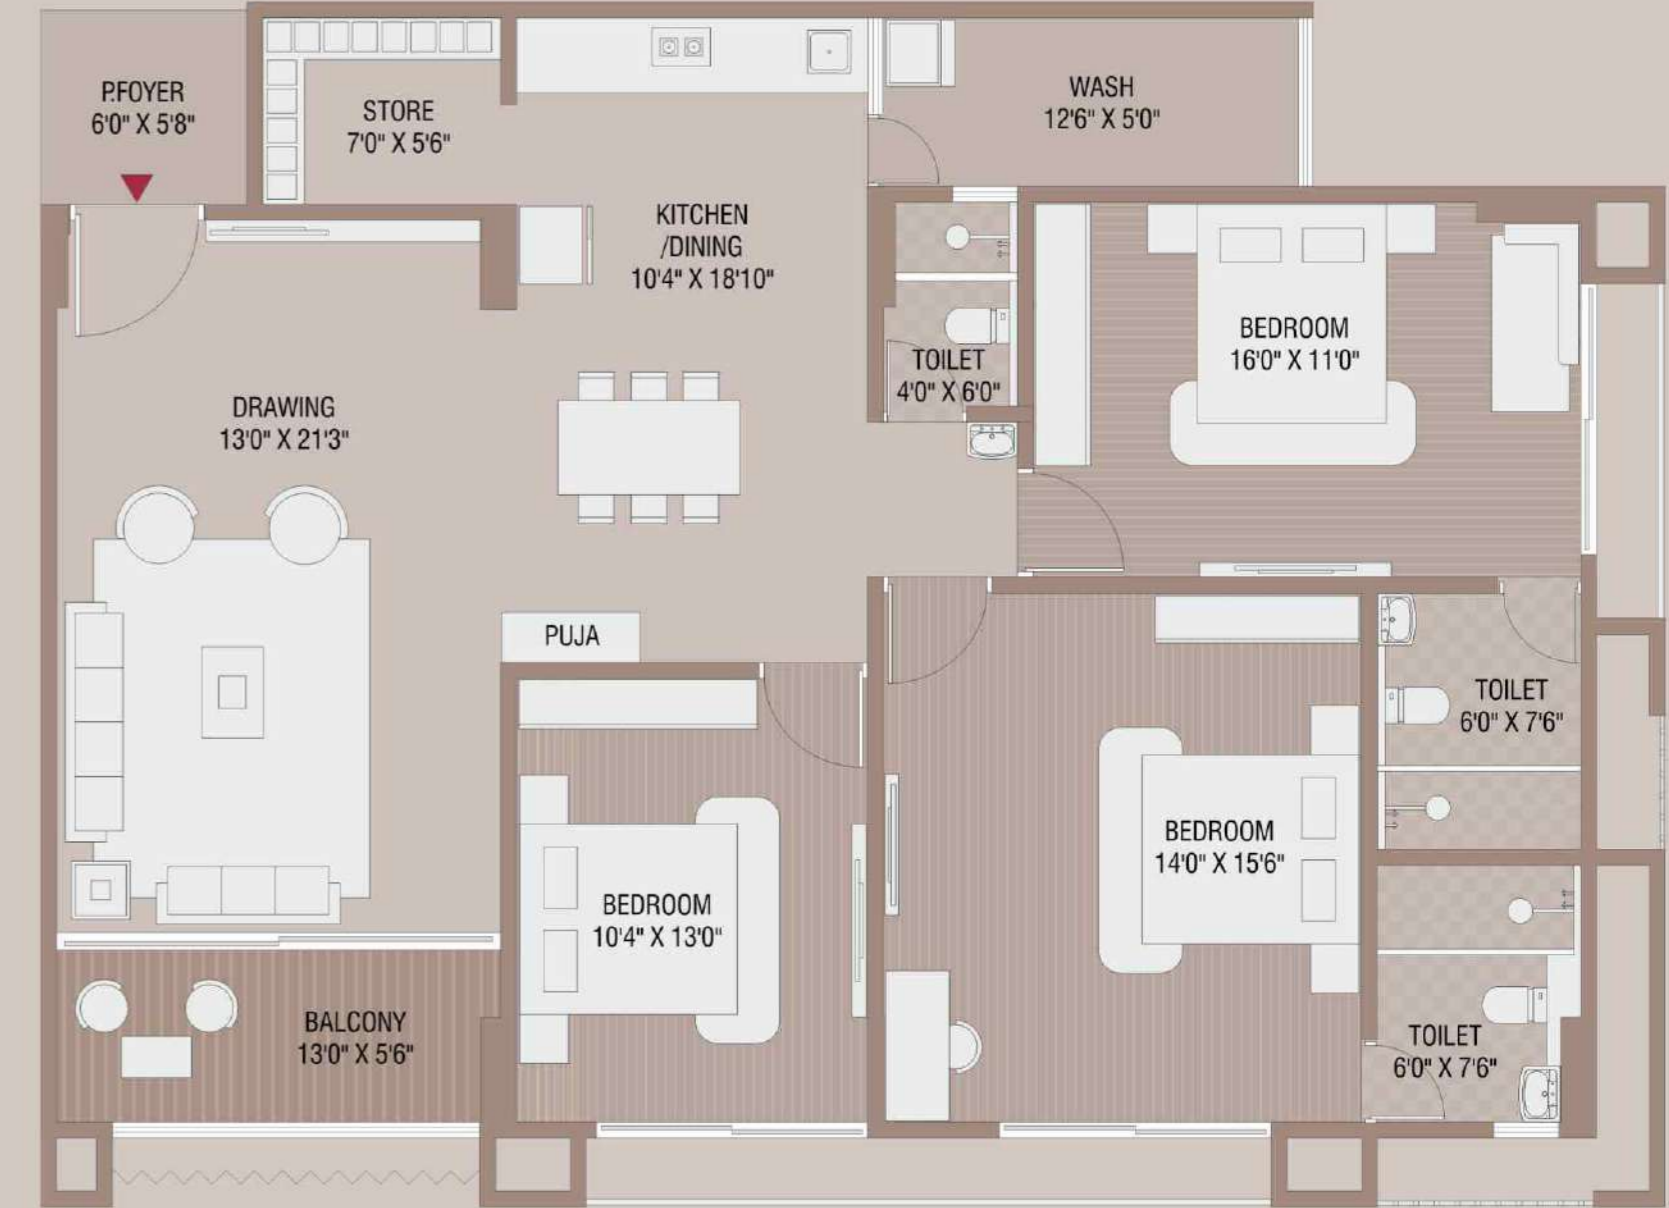 P.FOYER
6'0" X 5'8"
STORE
7'0" X 5'6"
WASH
12'6" X 5'0"
KITCHEN
/DINING
10'4" X 18'10"
TOILET
4'0" X 6'0"
BEDROOM
16'0" X 11'0"
DRAWING
13'0" X 21'3"
PUJA
TOILET
6'0" X 7'6"
BEDROOM
14'0" X 15'6"
BEDROOM
10'4" X 13'0"
BALCONY
13'0" X 5'6"
TOILET
6'0" X 7'6"